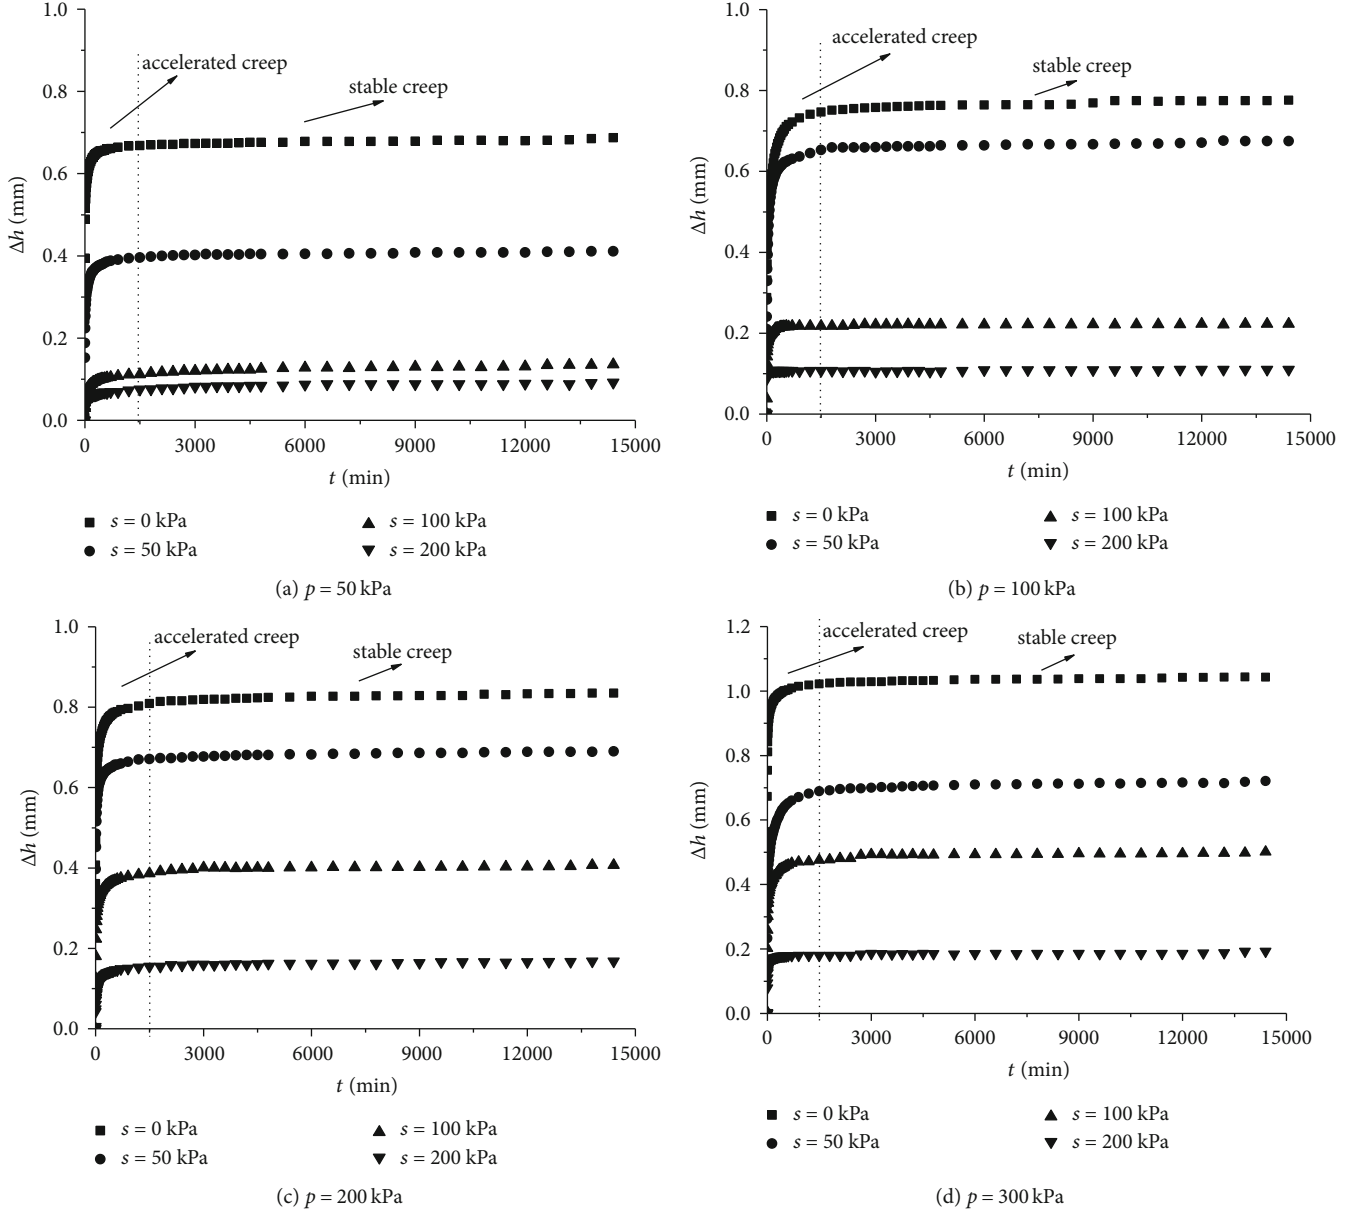 1.0
0.8
0.6
0.4
0.2
0.0
Δh (mm)
accelerated creep
stable creep
0 3000 6000 9000 12000 15000
t (min)
s = 0 kPa s = 100 kPa
s = 50 kPa s = 200 kPa
(a) p = 50 kPa
1.0
0.8
0.6
0.4
0.2
0.0
Δh (mm)
accelerated creep
stable creep
0 3000 6000 9000 12000 15000
t (min)
s = 0 kPa s = 100 kPa
s = 50 kPa s = 200 kPa
(b) p = 100 kPa
1.0
0.8
0.6
0.4
0.2
0.0
Δh (mm)
accelerated creep
stable creep
0 3000 6000 9000 12000 15000
t (min)
s = 0 kPa s = 100 kPa
s = 50 kPa s = 200 kPa
(c) p = 200 kPa
1.2
1.0
0.8
0.6
0.4
0.2
0.0
Δh (mm)
accelerated creep
stable creep
0 3000 6000 9000 12000 15000
t (min)
s = 0 kPa s = 100 kPa
s = 50 kPa s = 200 kPa
(d) p = 300 kPa